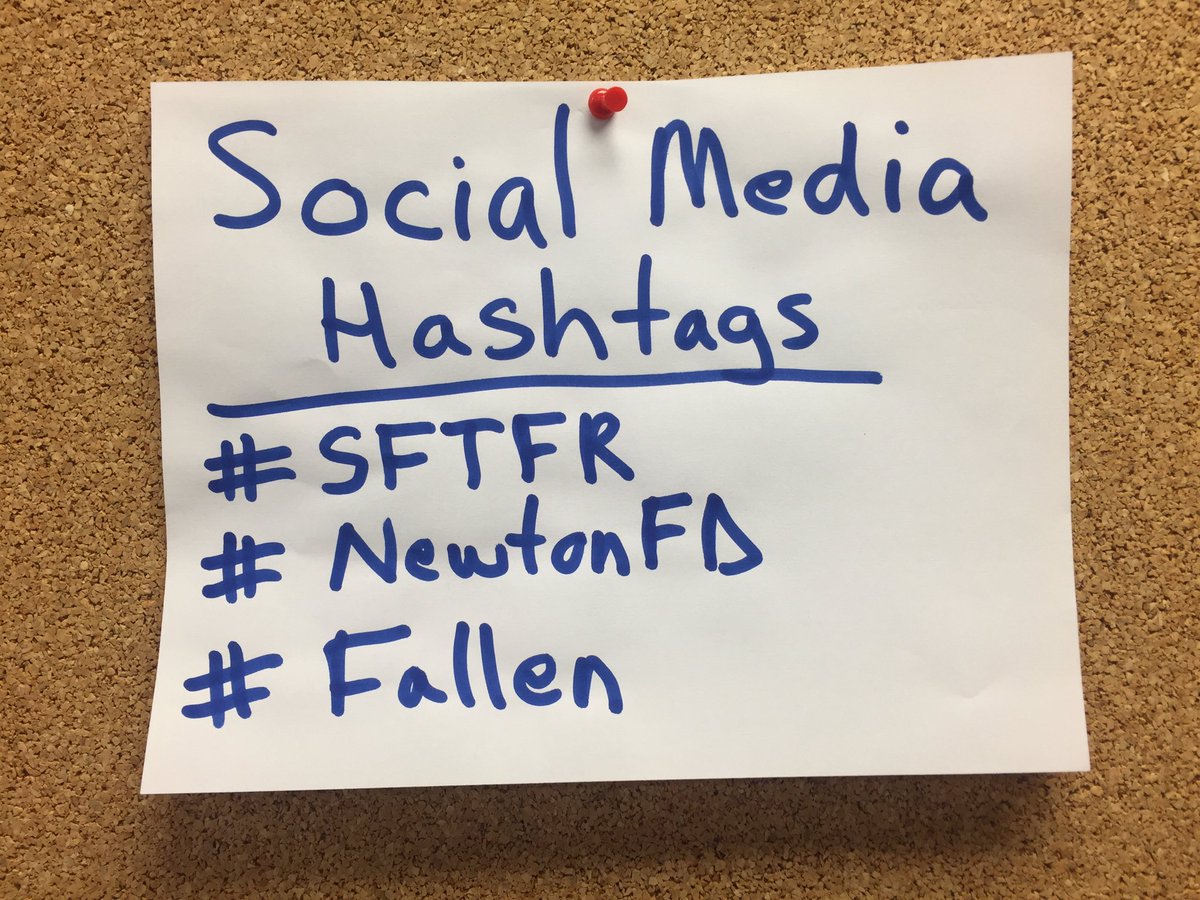 Social Media
Hashtags
# SFTFR
# NewtonFD
# Fallen